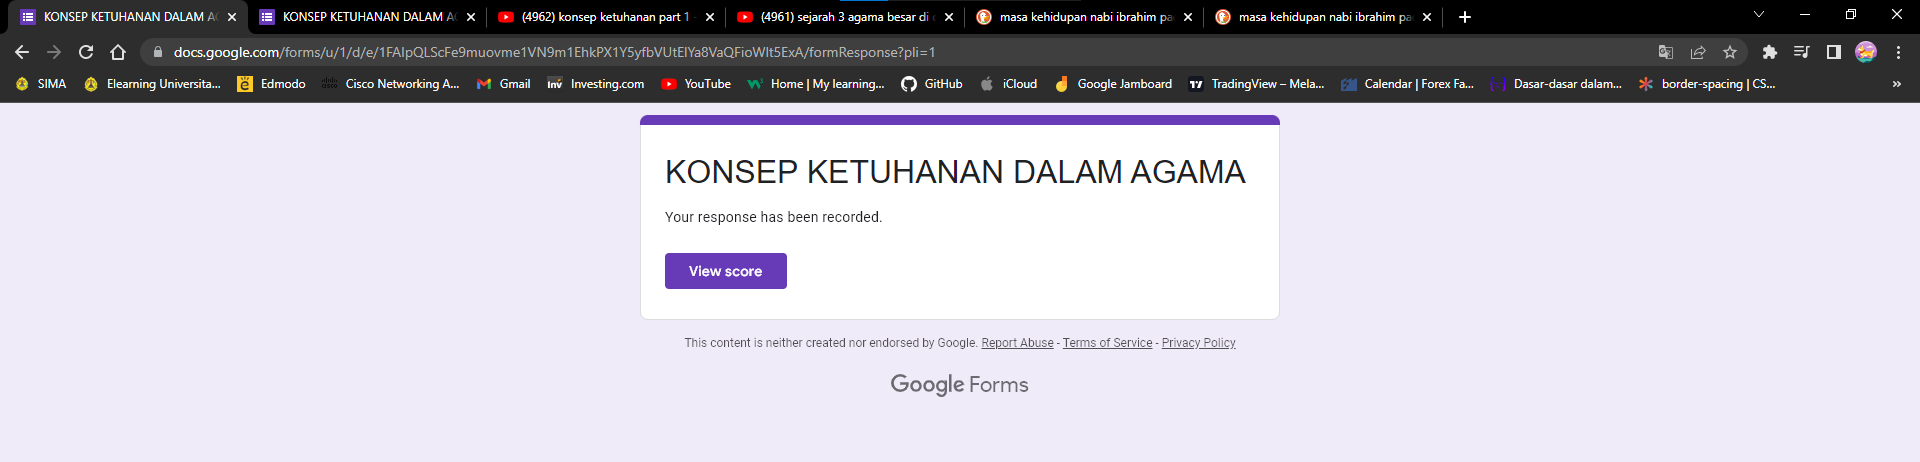 KONSEP KETUHANAN DALAM AG
KONSEP KETUHANAN DALAM AG
(4962) konsep ketuhanan part 1 -
(4961) sejarah 3 agama besar di d
masa kehidupan nabi ibrahim pa
masa kehidupan nabi ibrahim pa
docs.google.com/forms/u/1/d/e/1FAIpQLScFe9muovme1VN9m1EhkPX1Y5yfbVUtElYa8VaQFioWlt5ExA/formResponse?pli=1
SIMA
Elearning Universita...
Edmodo
Cisco Networking A...
Gmail
Investing.com
YouTube
Home | My learning...
GitHub
iCloud
Google Jamboard
TradingView – Mela...
Calendar | Forex Fa...
Dasar-dasar dalam...
border-spacing | CS...
»
KONSEP KETUHANAN DALAM AGAMA
Your response has been recorded.
View score
This content is neither created nor endorsed by Google. Report Abuse - Terms of Service - Privacy Policy
Google Forms